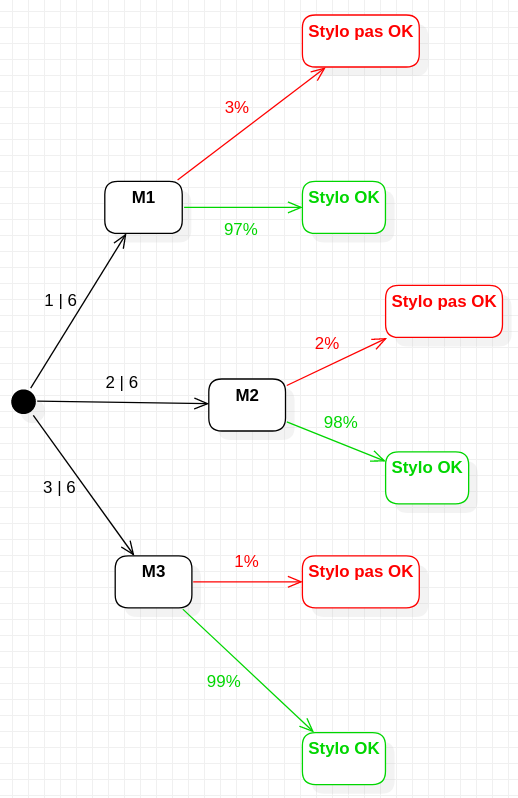 Stylo pas OK
3%
M1
Stylo OK
97%
1 | 6
Stylo pas OK
2%
2 | 6
M2
98%
Stylo OK
3 | 6
M3
1%
Stylo pas OK
99%
Stylo OK